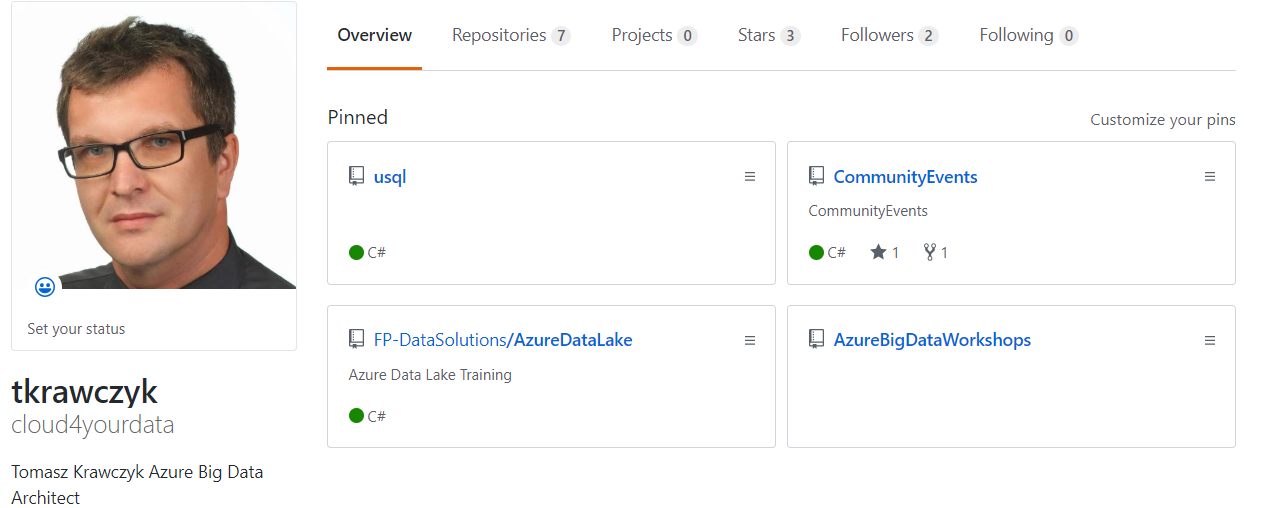 Overview Repositories 7 Projects 0 Stars 3 Followers 2 Following 0
Pinned
Customize your pins
usql
C#
CommunityEvents
CommunityEvents
C# 1 1
FP-DataSolutions/AzureDataLake
Azure Data Lake Training
C#
AzureBigDataWorkshops
Set your status
tkrawczyk
cloud4yourdata
Tomasz Krawczyk Azure Big Data
Architect